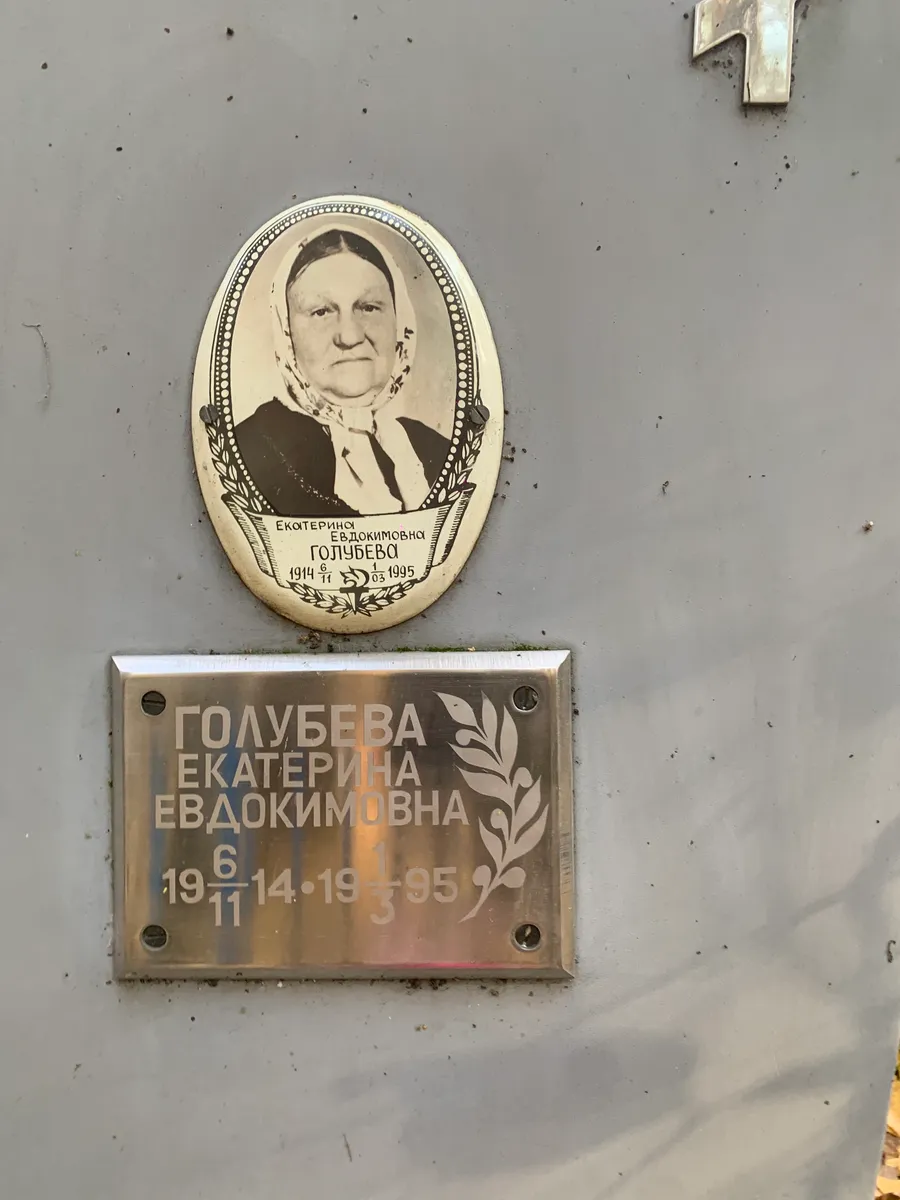 Екатерина
Евдокимовна
ГОЛУБЕВА
1914 6/11 1/03 1995
ГОЛУБЕВА
ЕКАТЕРИНА
ЕВДОКИМОВНА
19 6/11 14 • 19 1/3 95